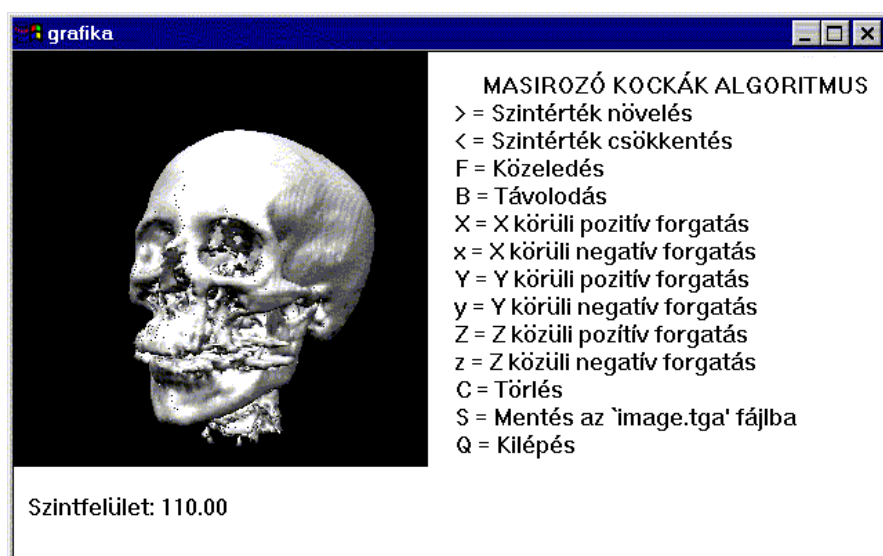 grafika
MASIROZÓ KOCKÁK ALGORITMUS
> = Szintérték növelés
< = Szintérték csökkentés
F = Közeledés
B = Távolodás
X = X körüli pozitív forgatás
x = X körüli negatív forgatás
Y = Y körüli pozitív forgatás
y = Y körüli negatív forgatás
Z = Z közüli pozítív forgatás
z = Z közüli negatív forgatás
C = Törlés
S = Mentés az `image.tga' fájlba
Q = Kilépés
Szintfelület: 110.00